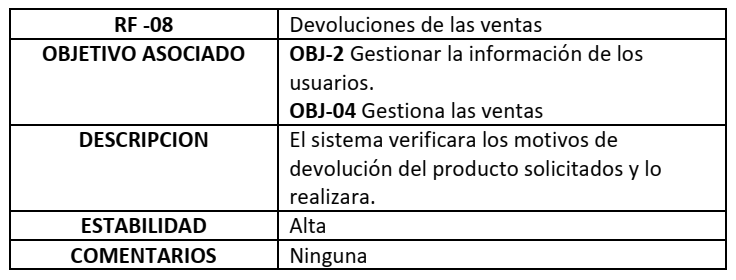 RF -08 Devoluciones de las ventas
OBJETIVO ASOCIADO OBJ-2 Gestionar la información de los
usuarios.
OBJ-04 Gestiona las ventas
DESCRIPCION El sistema verificara los motivos de
devolución del producto solicitados y lo
realizara.
ESTABILIDAD Alta
COMENTARIOS Ninguna